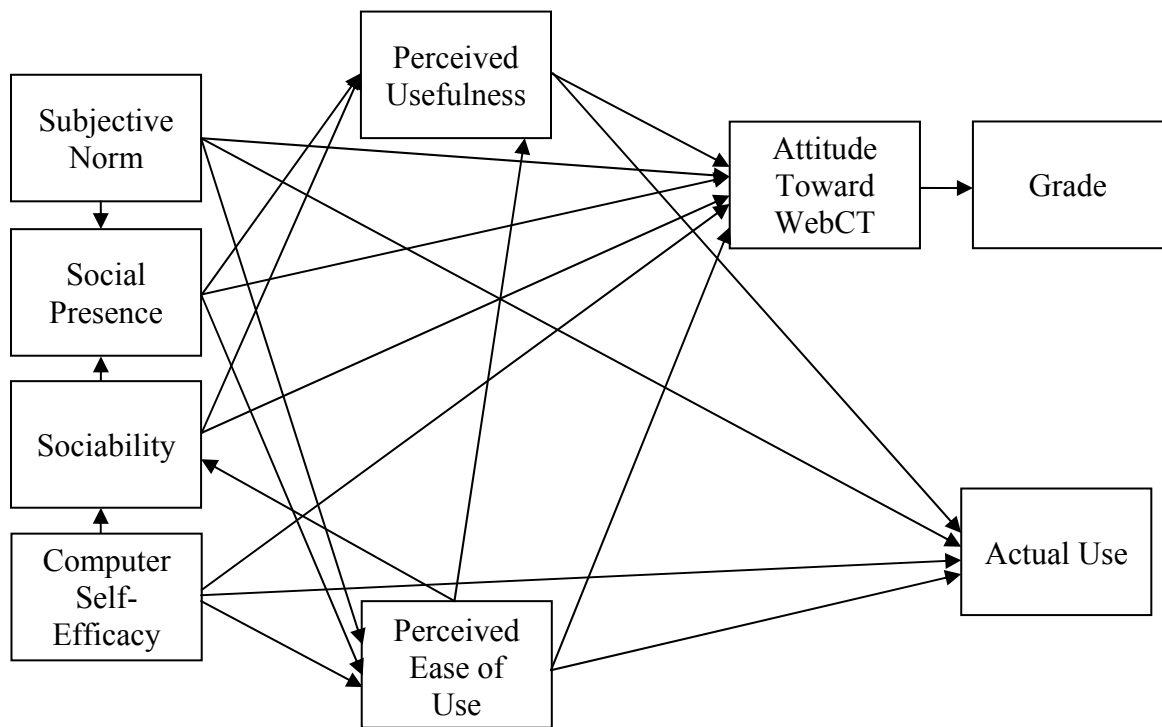 Subjective
Norm
Social
Presence
Sociability
Computer
Self-
Efficacy
Perceived
Usefulness
Perceived
Ease of
Use
Attitude
Toward
WebCT
Grade
Actual Use